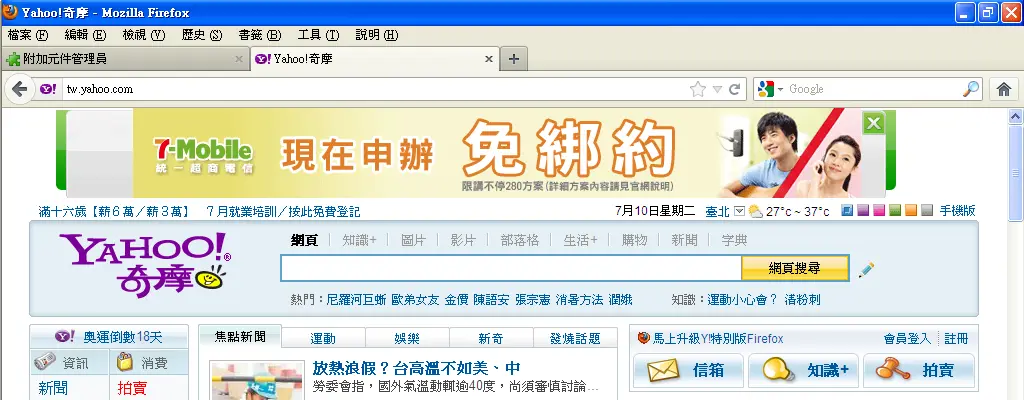 Yahoo!奇摩 - Mozilla Firefox
檔案 (F) 編輯 (E) 檢視 (V) 歷史 (S) 書籤 (B) 工具 (T) 說明 (H)
附加元件管理員 Yahoo!奇摩
tw.yahoo.com Google
7-Mobile 統一超商電信 現在申辦 免綁約
限講不停280方案(詳細方案內容請見官網說明)
滿十六歲【薪6萬/薪3萬】 7月就業培訓/按此免費登記 7月10日星期二 臺北 27°c ~ 37°c 手機版
YAHOO!® 奇摩
網頁 知識+ 圖片 影片 部落格 生活+ 購物 新聞 字典
網頁搜尋
熱門：尼羅河巨蜥 歐弟女友 金價 陳語安 張宗憲 消暑方法 潤娥 知識：運動小心會？ 潘粉刺
奧運倒數18天 焦點新聞 運動 娛樂 新奇 發燒話題 馬上升級Y!特別版Firefox 會員登入 註冊
資訊 消費
新聞 拍賣
放熱浪假？台高溫不如美、中
勞委會指，國外氣溫動輒逾40度，尚須審慎討論...
信箱 知識+ 拍賣